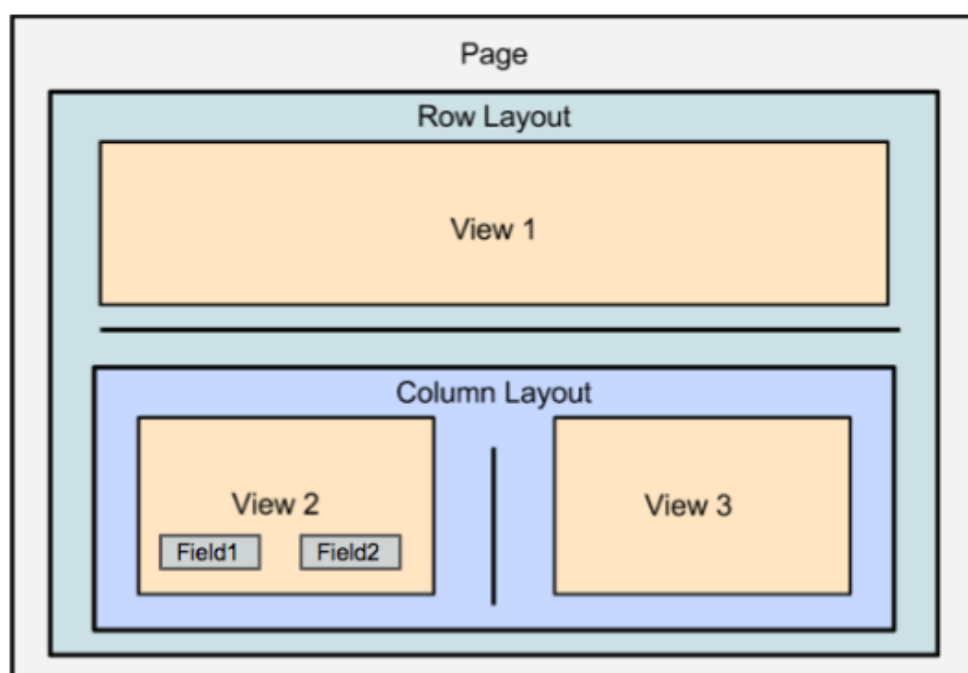 Page
Row Layout
View 1
Column Layout
View 2
Field1
Field2
View 3